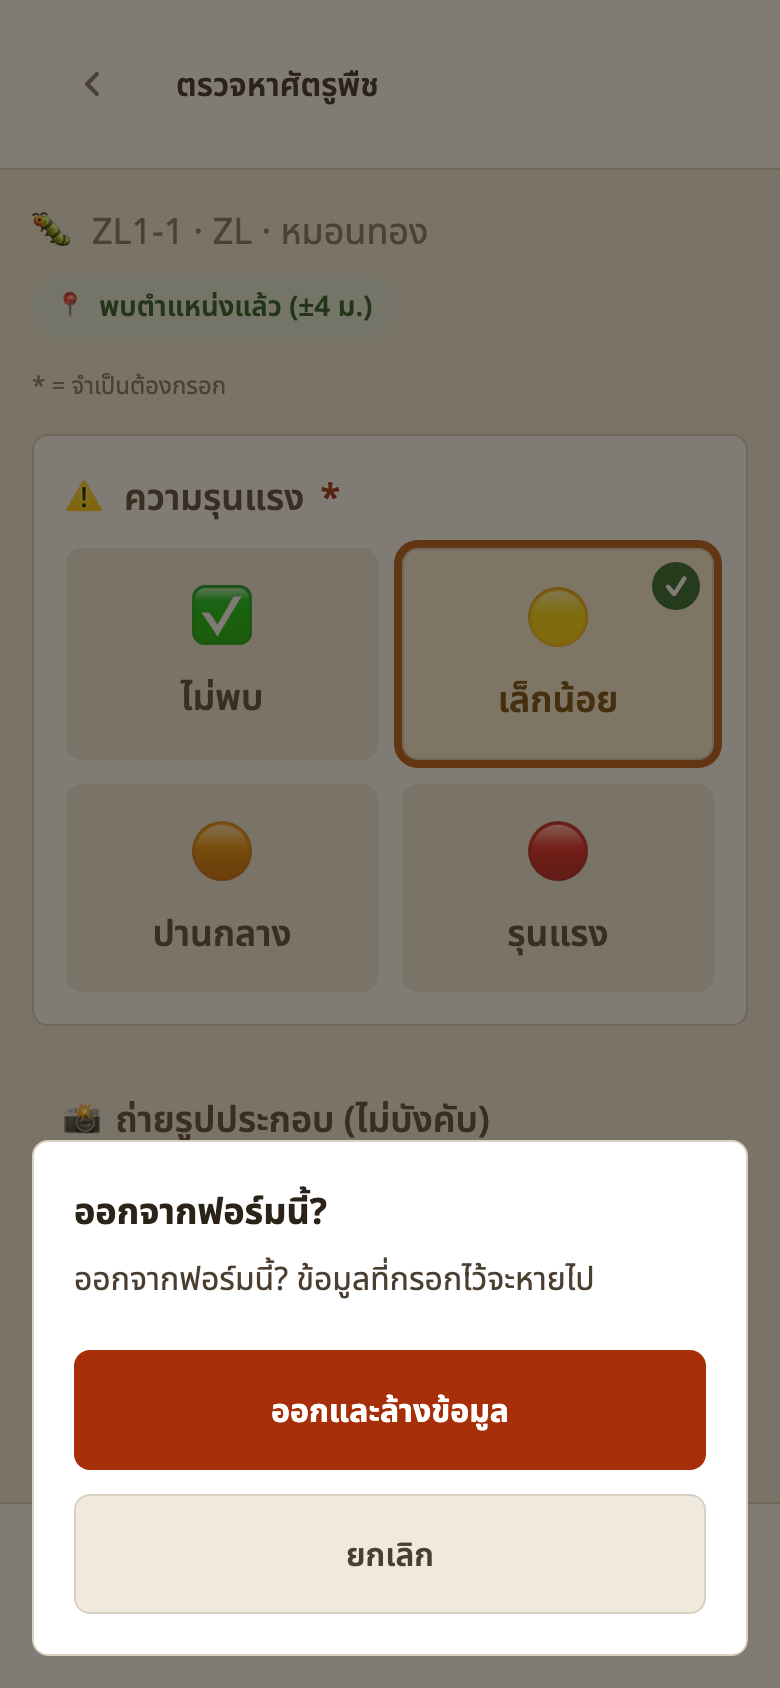 ตรวจหาศัตรูพืช
ZL1-1 · ZL · หมอนทอง
พบตำแหน่งแล้ว (±4 ม.)
* = จำเป็นต้องกรอก
ความรุนแรง *
ไม่พบ
เล็กน้อย
ปานกลาง
รุนแรง
ถ่ายรูปประกอบ (ไม่บังคับ)
ออกจากฟอร์มนี้?
ออกจากฟอร์มนี้? ข้อมูลที่กรอกไว้จะหายไป
ออกและล้างข้อมูล
ยกเลิก